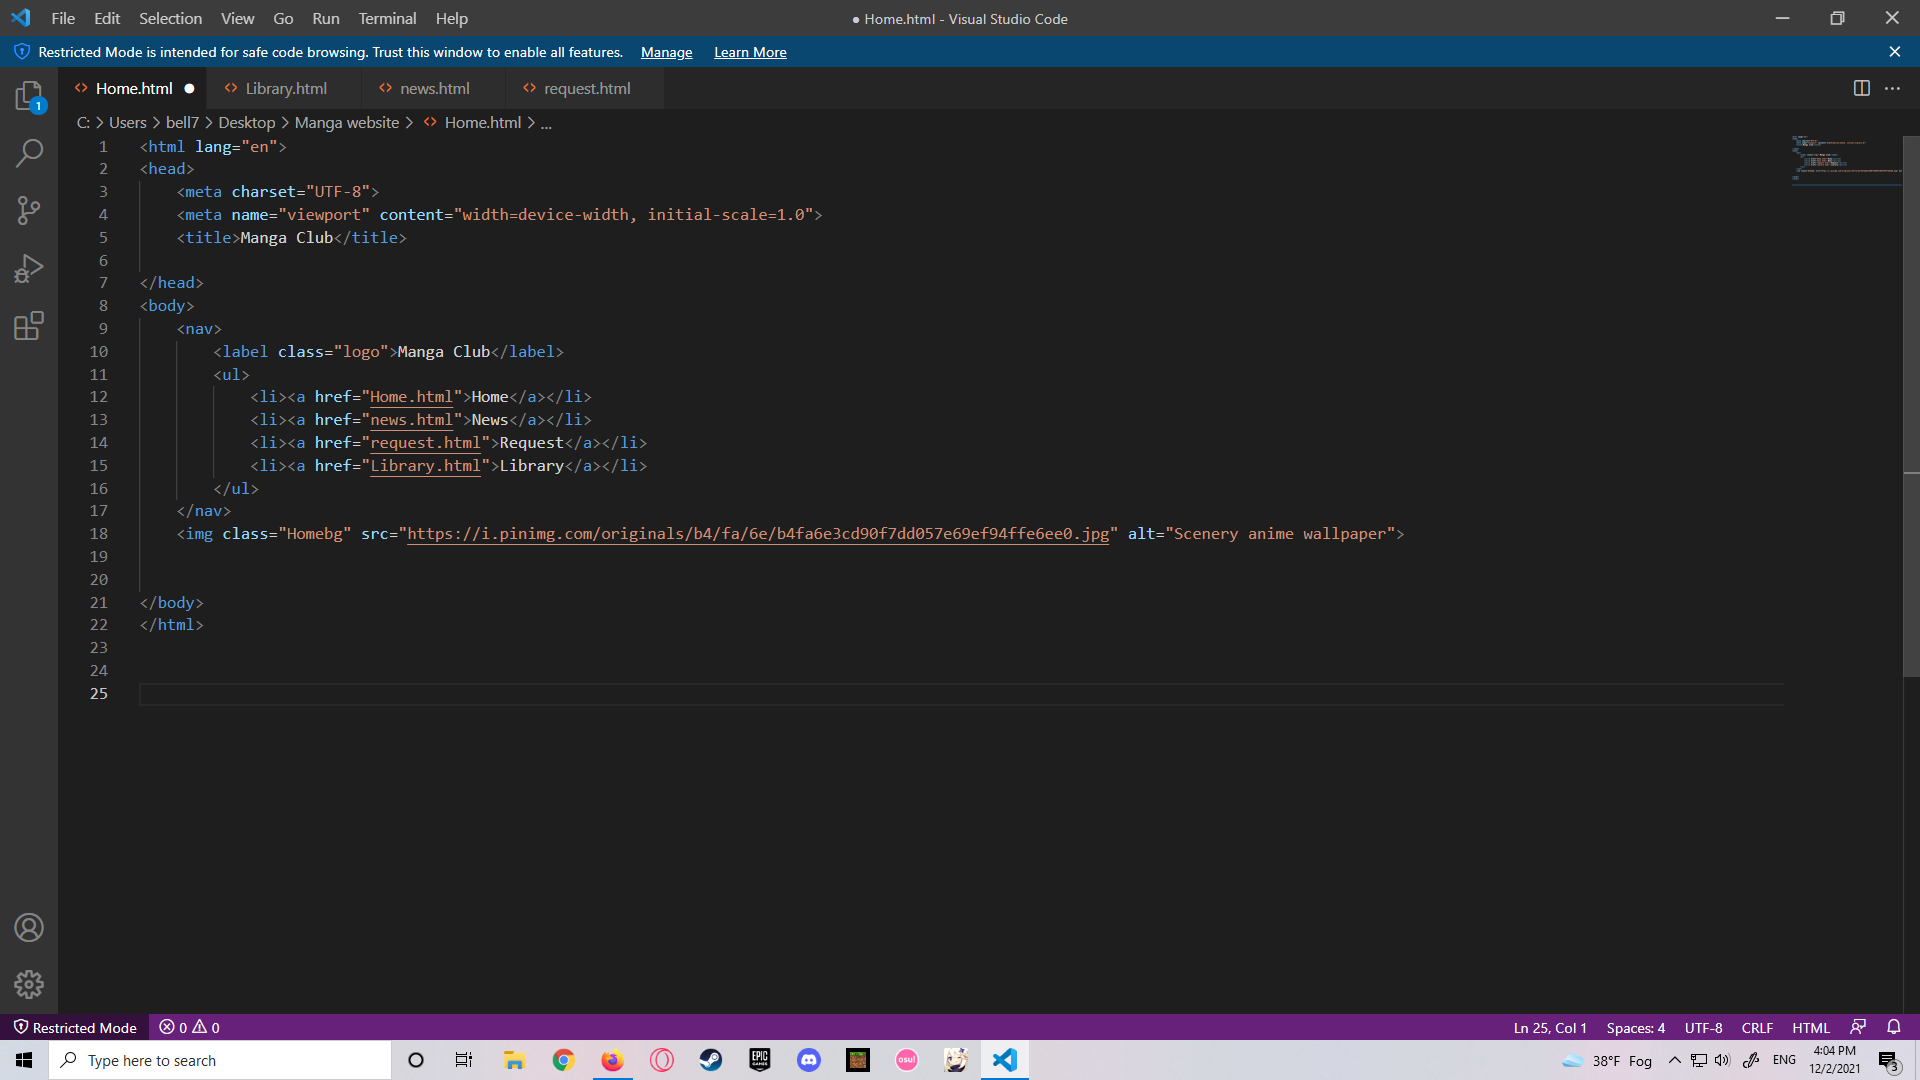 File Edit Selection View Go Run Terminal Help
● Home.html - Visual Studio Code
Restricted Mode is intended for safe code browsing. Trust this window to enable all features. Manage Learn More
Home.html Library.html news.html request.html
1
C: > Users > bell7 > Desktop > Manga website > Home.html > ...
1 <html lang="en">
2 <head>
3     <meta charset="UTF-8">
4     <meta name="viewport" content="width=device-width, initial-scale=1.0">
5     <title>Manga Club</title>
6
7 </head>
8 <body>
9     <nav>
10         <label class="logo">Manga Club</label>
11         <ul>
12             <li><a href="Home.html">Home</a></li>
13             <li><a href="news.html">News</a></li>
14             <li><a href="request.html">Request</a></li>
15             <li><a href="Library.html">Library</a></li>
16         </ul>
17     </nav>
18     <img class="Homebg" src="https://i.pinimg.com/originals/b4/fa/6e/b4fa6e3cd90f7dd057e69ef94ffe6ee0.jpg" alt="Scenery anime wallpaper">
19
20
21 </body>
22 </html>
23
24
25
Restricted Mode 0 0 Ln 25, Col 1 Spaces: 4 UTF-8 CRLF HTML
Type here to search
EPIC GAMES
osu!
38°F Fog ENG
4:04 PM
12/2/2021
3